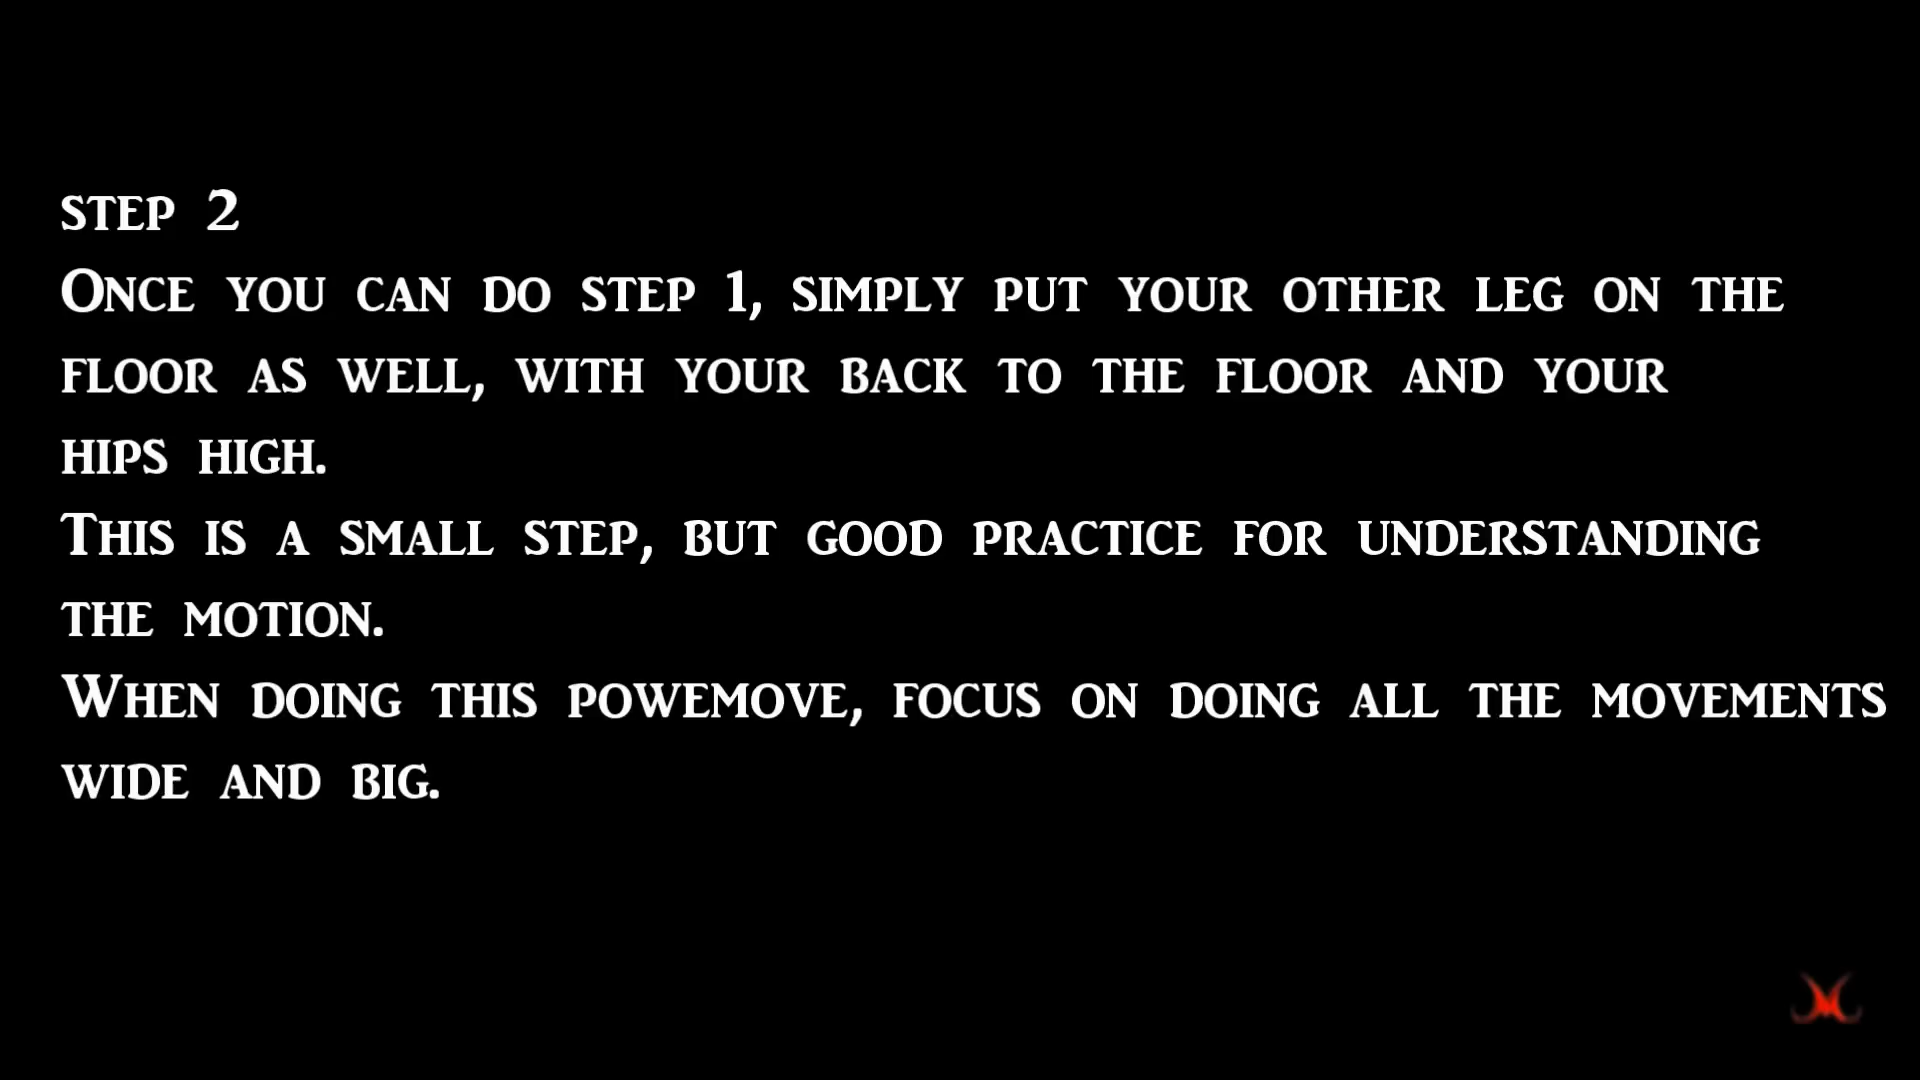 STEP 2
ONCE YOU CAN DO STEP 1, SIMPLY PUT YOUR OTHER LEG ON THE
FLOOR AS WELL, WITH YOUR BACK TO THE FLOOR AND YOUR
HIPS HIGH.
THIS IS A SMALL STEP, BUT GOOD PRACTICE FOR UNDERSTANDING
THE MOTION.
WHEN DOING THIS POWEMOVE, FOCUS ON DOING ALL THE MOVEMENTS
WIDE AND BIG.